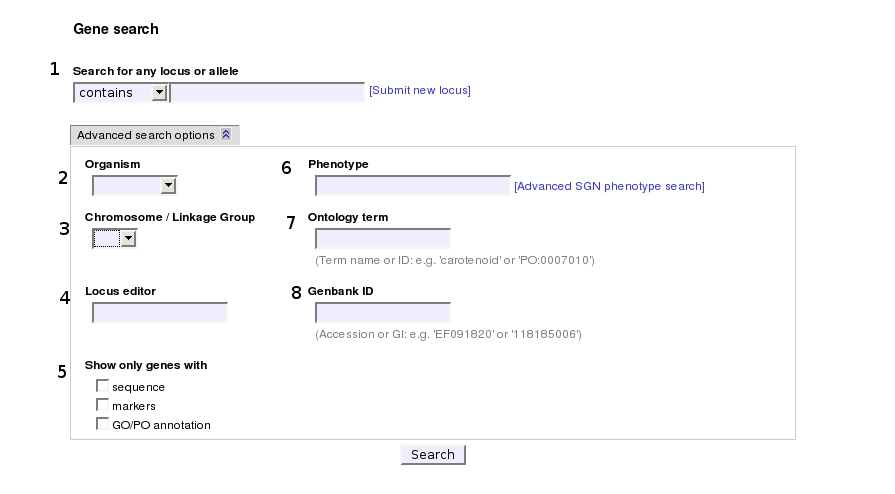 Gene search
1 Search for any locus or allele
contains [Submit new locus]
Advanced search options
2 Organism
3 Chromosome / Linkage Group
4 Locus editor
5 Show only genes with
sequence
markers
GO/PO annotation
6 Phenotype
[Advanced SGN phenotype search]
7 Ontology term
(Term name or ID: e.g. 'carotenoid' or 'PO:0007010')
8 Genbank ID
(Accession or GI: e.g. 'EF091820' or '118185006')
Search